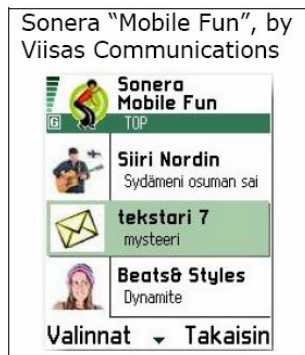 Sonera “Mobile Fun”, by
Viisas Communications
Sonera
Mobile Fun
G
TOP
Siiri Nordin
Sydämeni osuman sai
tekstari 7
mysteeri
Beats& Styles
Dynamite
Valinnat
Takaisin